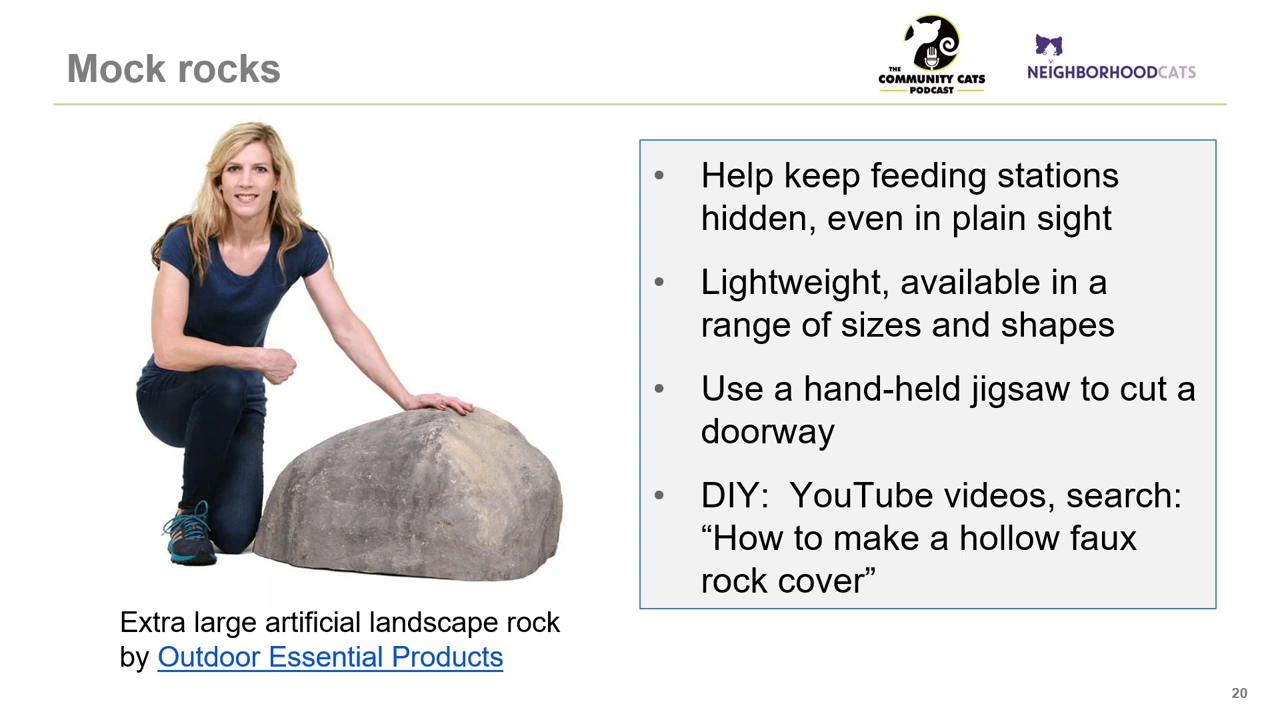 Mock rocks
THE
COMMUNITY CATS
PODCAST
NEIGHBORHOODCATS
• Help keep feeding stations
hidden, even in plain sight
• Lightweight, available in a
range of sizes and shapes
• Use a hand-held jigsaw to cut a
doorway
• DIY:  YouTube videos, search:
“How to make a hollow faux
rock cover”
Extra large artificial landscape rock
by Outdoor Essential Products
20